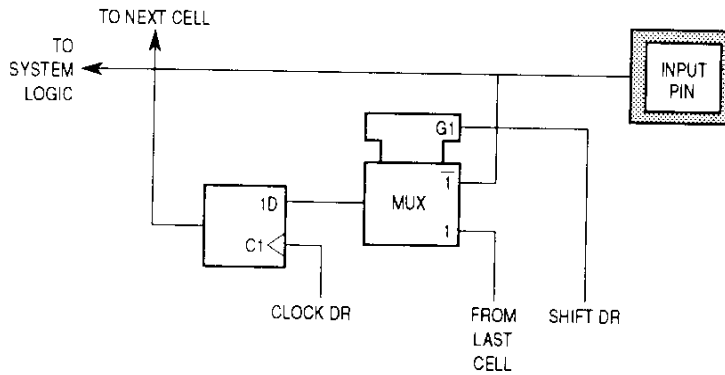 TO NEXT CELL
TO
SYSTEM
LOGIC
INPUT
PIN
G1
1D
MUX
1
C1
1
CLOCK DR
FROM
LAST
CELL
SHIFT DR